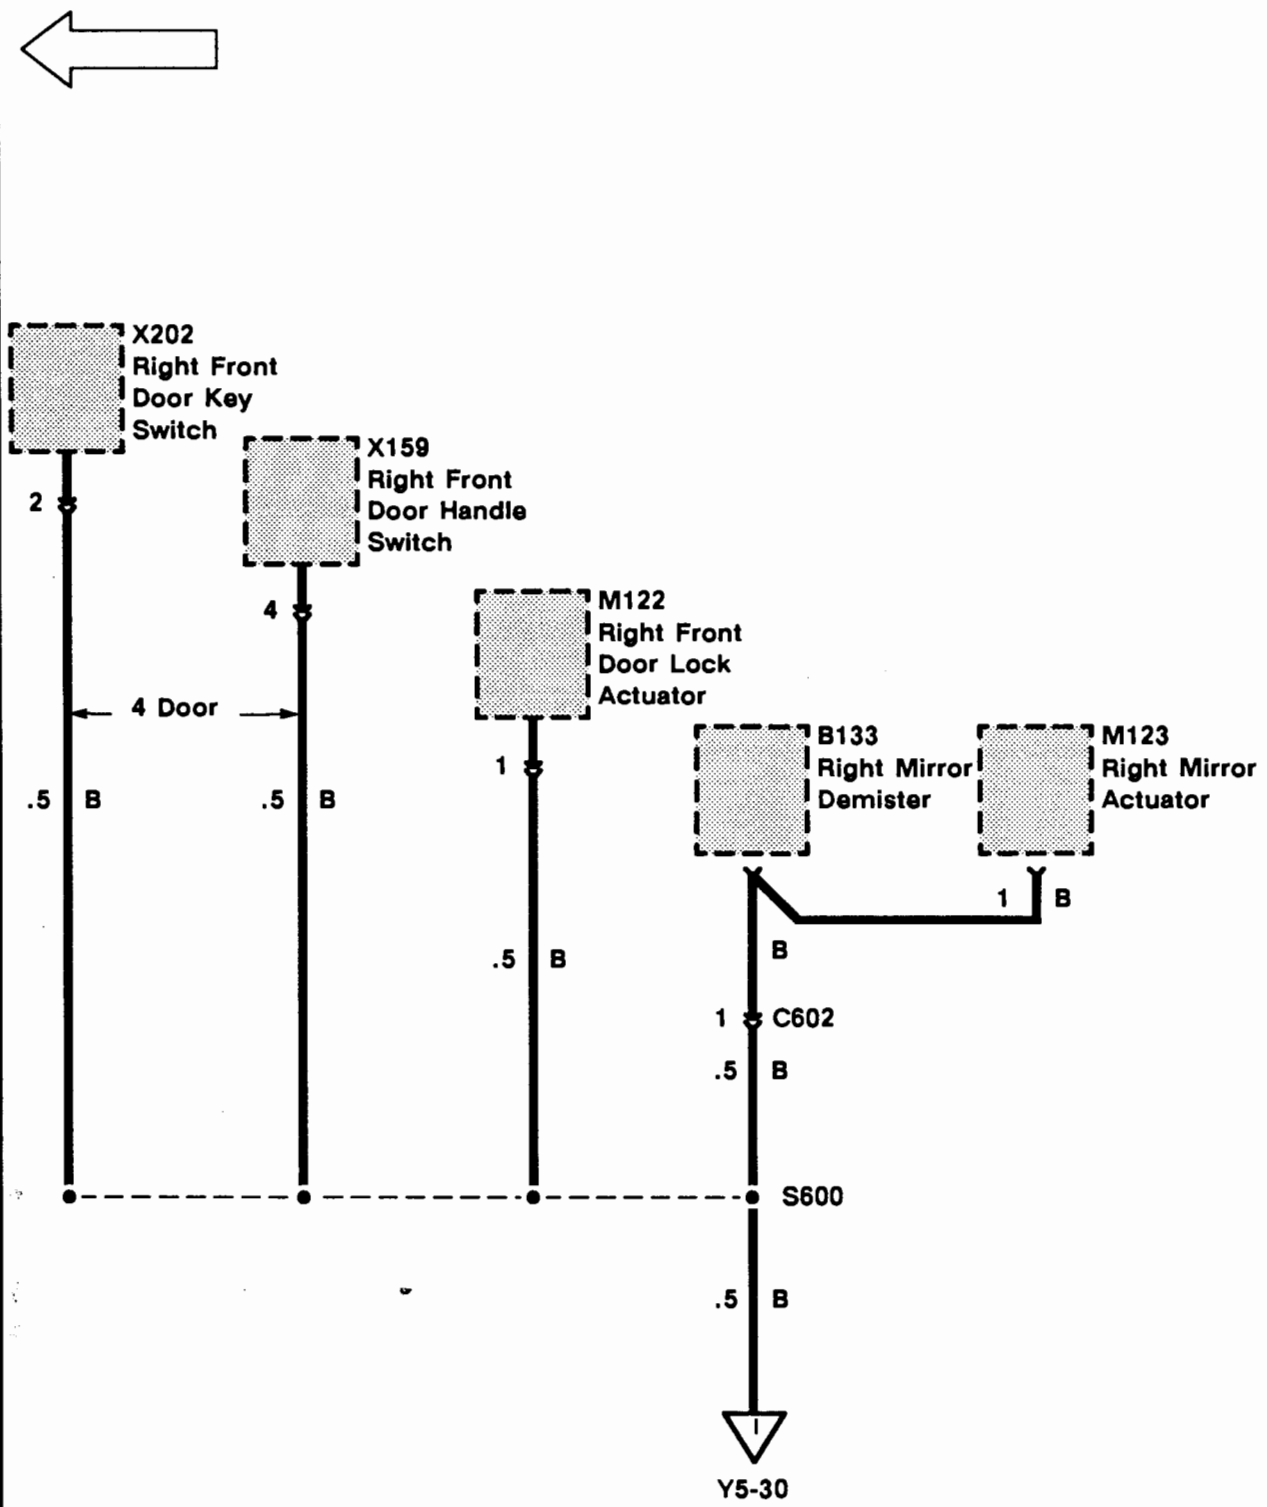 X202
Right Front
Door Key
Switch
2
X159
Right Front
Door Handle
Switch
4
M122
Right Front
Door Lock
Actuator
1
4 Door
B133
Right Mirror
Demister
M123
Right Mirror
Actuator
.5 B
.5 B
1 B
B
.5 B
1 C602
.5 B
S600
.5 B
I
Y5-30